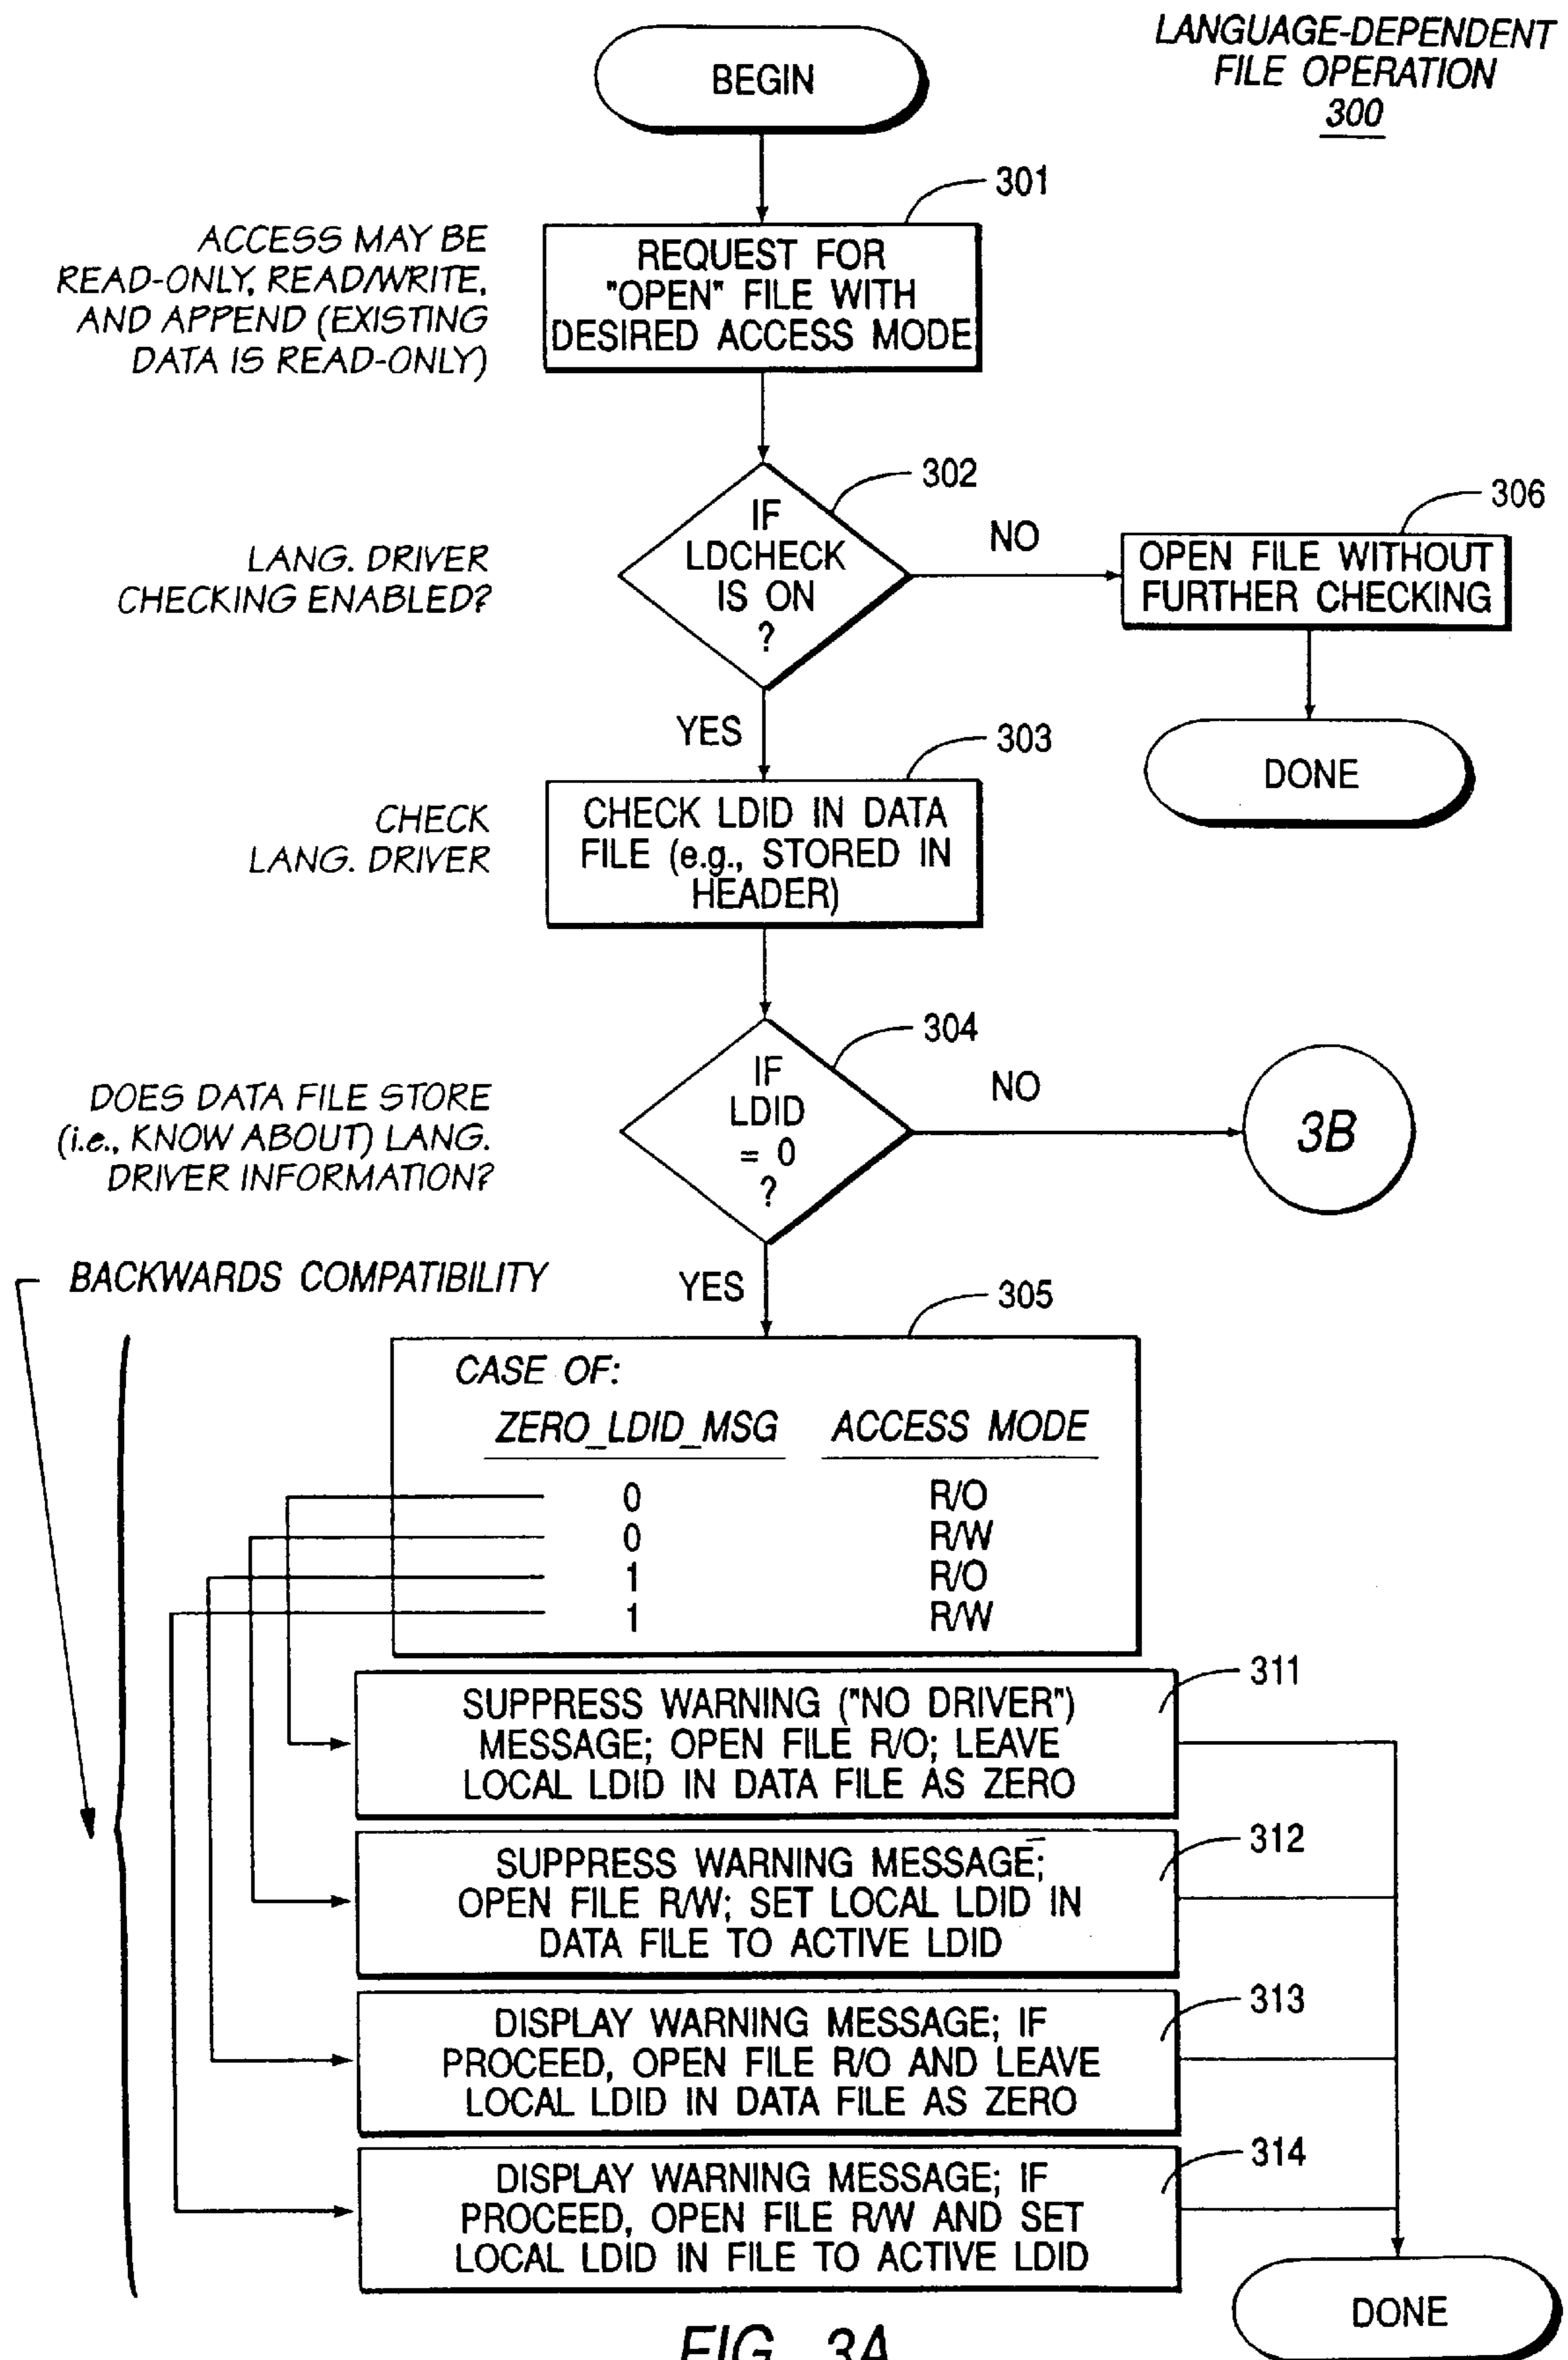 LANGUAGE-DEPENDENT
FILE OPERATION
300
BEGIN
301
ACCESS MAY BE
READ-ONLY, READ/WRITE,
AND APPEND (EXISTING
DATA IS READ-ONLY)
REQUEST FOR
"OPEN" FILE WITH
DESIRED ACCESS MODE
302
LANG. DRIVER
CHECKING ENABLED?
IF
LDCHECK
IS ON
?
NO
306
OPEN FILE WITHOUT
FURTHER CHECKING
DONE
YES
303
CHECK
LANG. DRIVER
CHECK LDID IN DATA
FILE (e.g., STORED IN
HEADER)
304
DOES DATA FILE STORE
(i.e., KNOW ABOUT) LANG.
DRIVER INFORMATION?
IF
LDID
= 0
?
NO
3B
BACKWARDS COMPATIBILITY
YES
305
CASE OF:
ZERO_LDID_MSG ACCESS MODE
0 R/O
0 R/W
1 R/O
1 R/W
311
SUPPRESS WARNING ("NO DRIVER")
MESSAGE; OPEN FILE R/O; LEAVE
LOCAL LDID IN DATA FILE AS ZERO
312
SUPPRESS WARNING MESSAGE;
OPEN FILE R/W; SET LOCAL LDID IN
DATA FILE TO ACTIVE LDID
313
DISPLAY WARNING MESSAGE; IF
PROCEED, OPEN FILE R/O AND LEAVE
LOCAL LDID IN DATA FILE AS ZERO
314
DISPLAY WARNING MESSAGE; IF
PROCEED, OPEN FILE R/W AND SET
LOCAL LDID IN FILE TO ACTIVE LDID
DONE
FIG. 3A